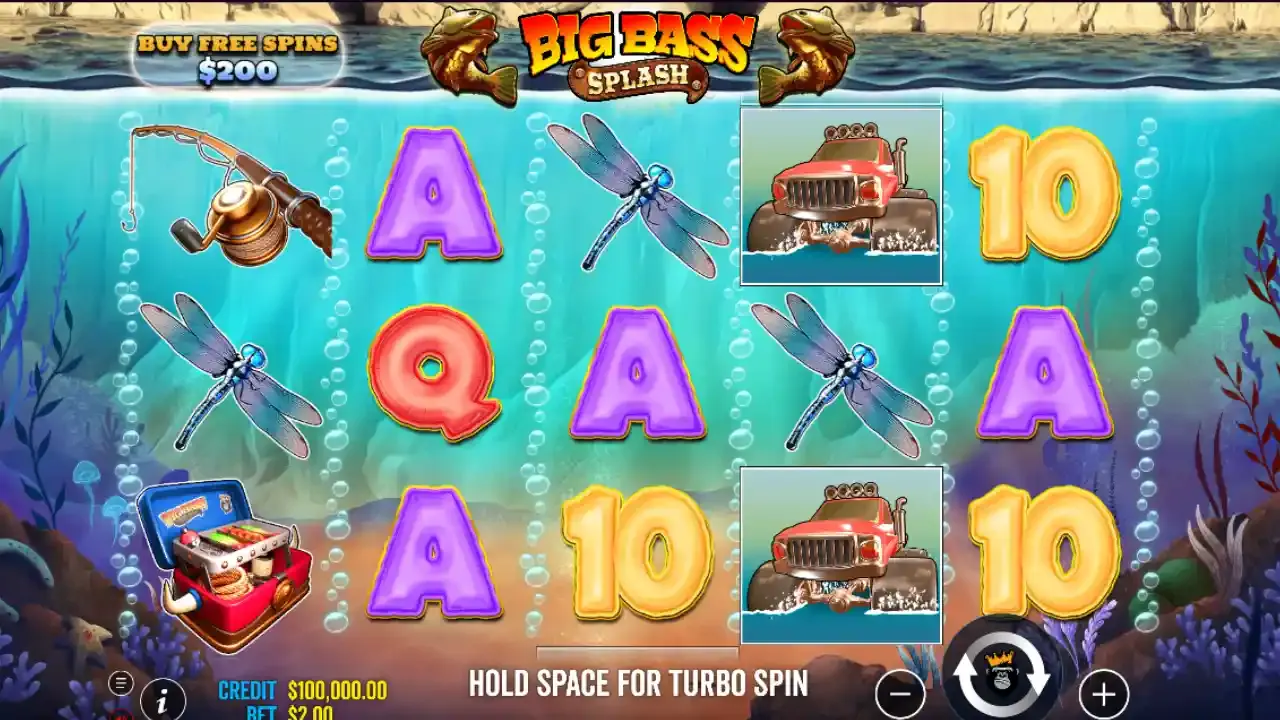 BUY FREE SPINS
$200
BIG BASS
SPLASH
A
10
Q
A
A
A
10
10
HOLD SPACE FOR TURBO SPIN
CREDIT $100,000.00
BET $2.00